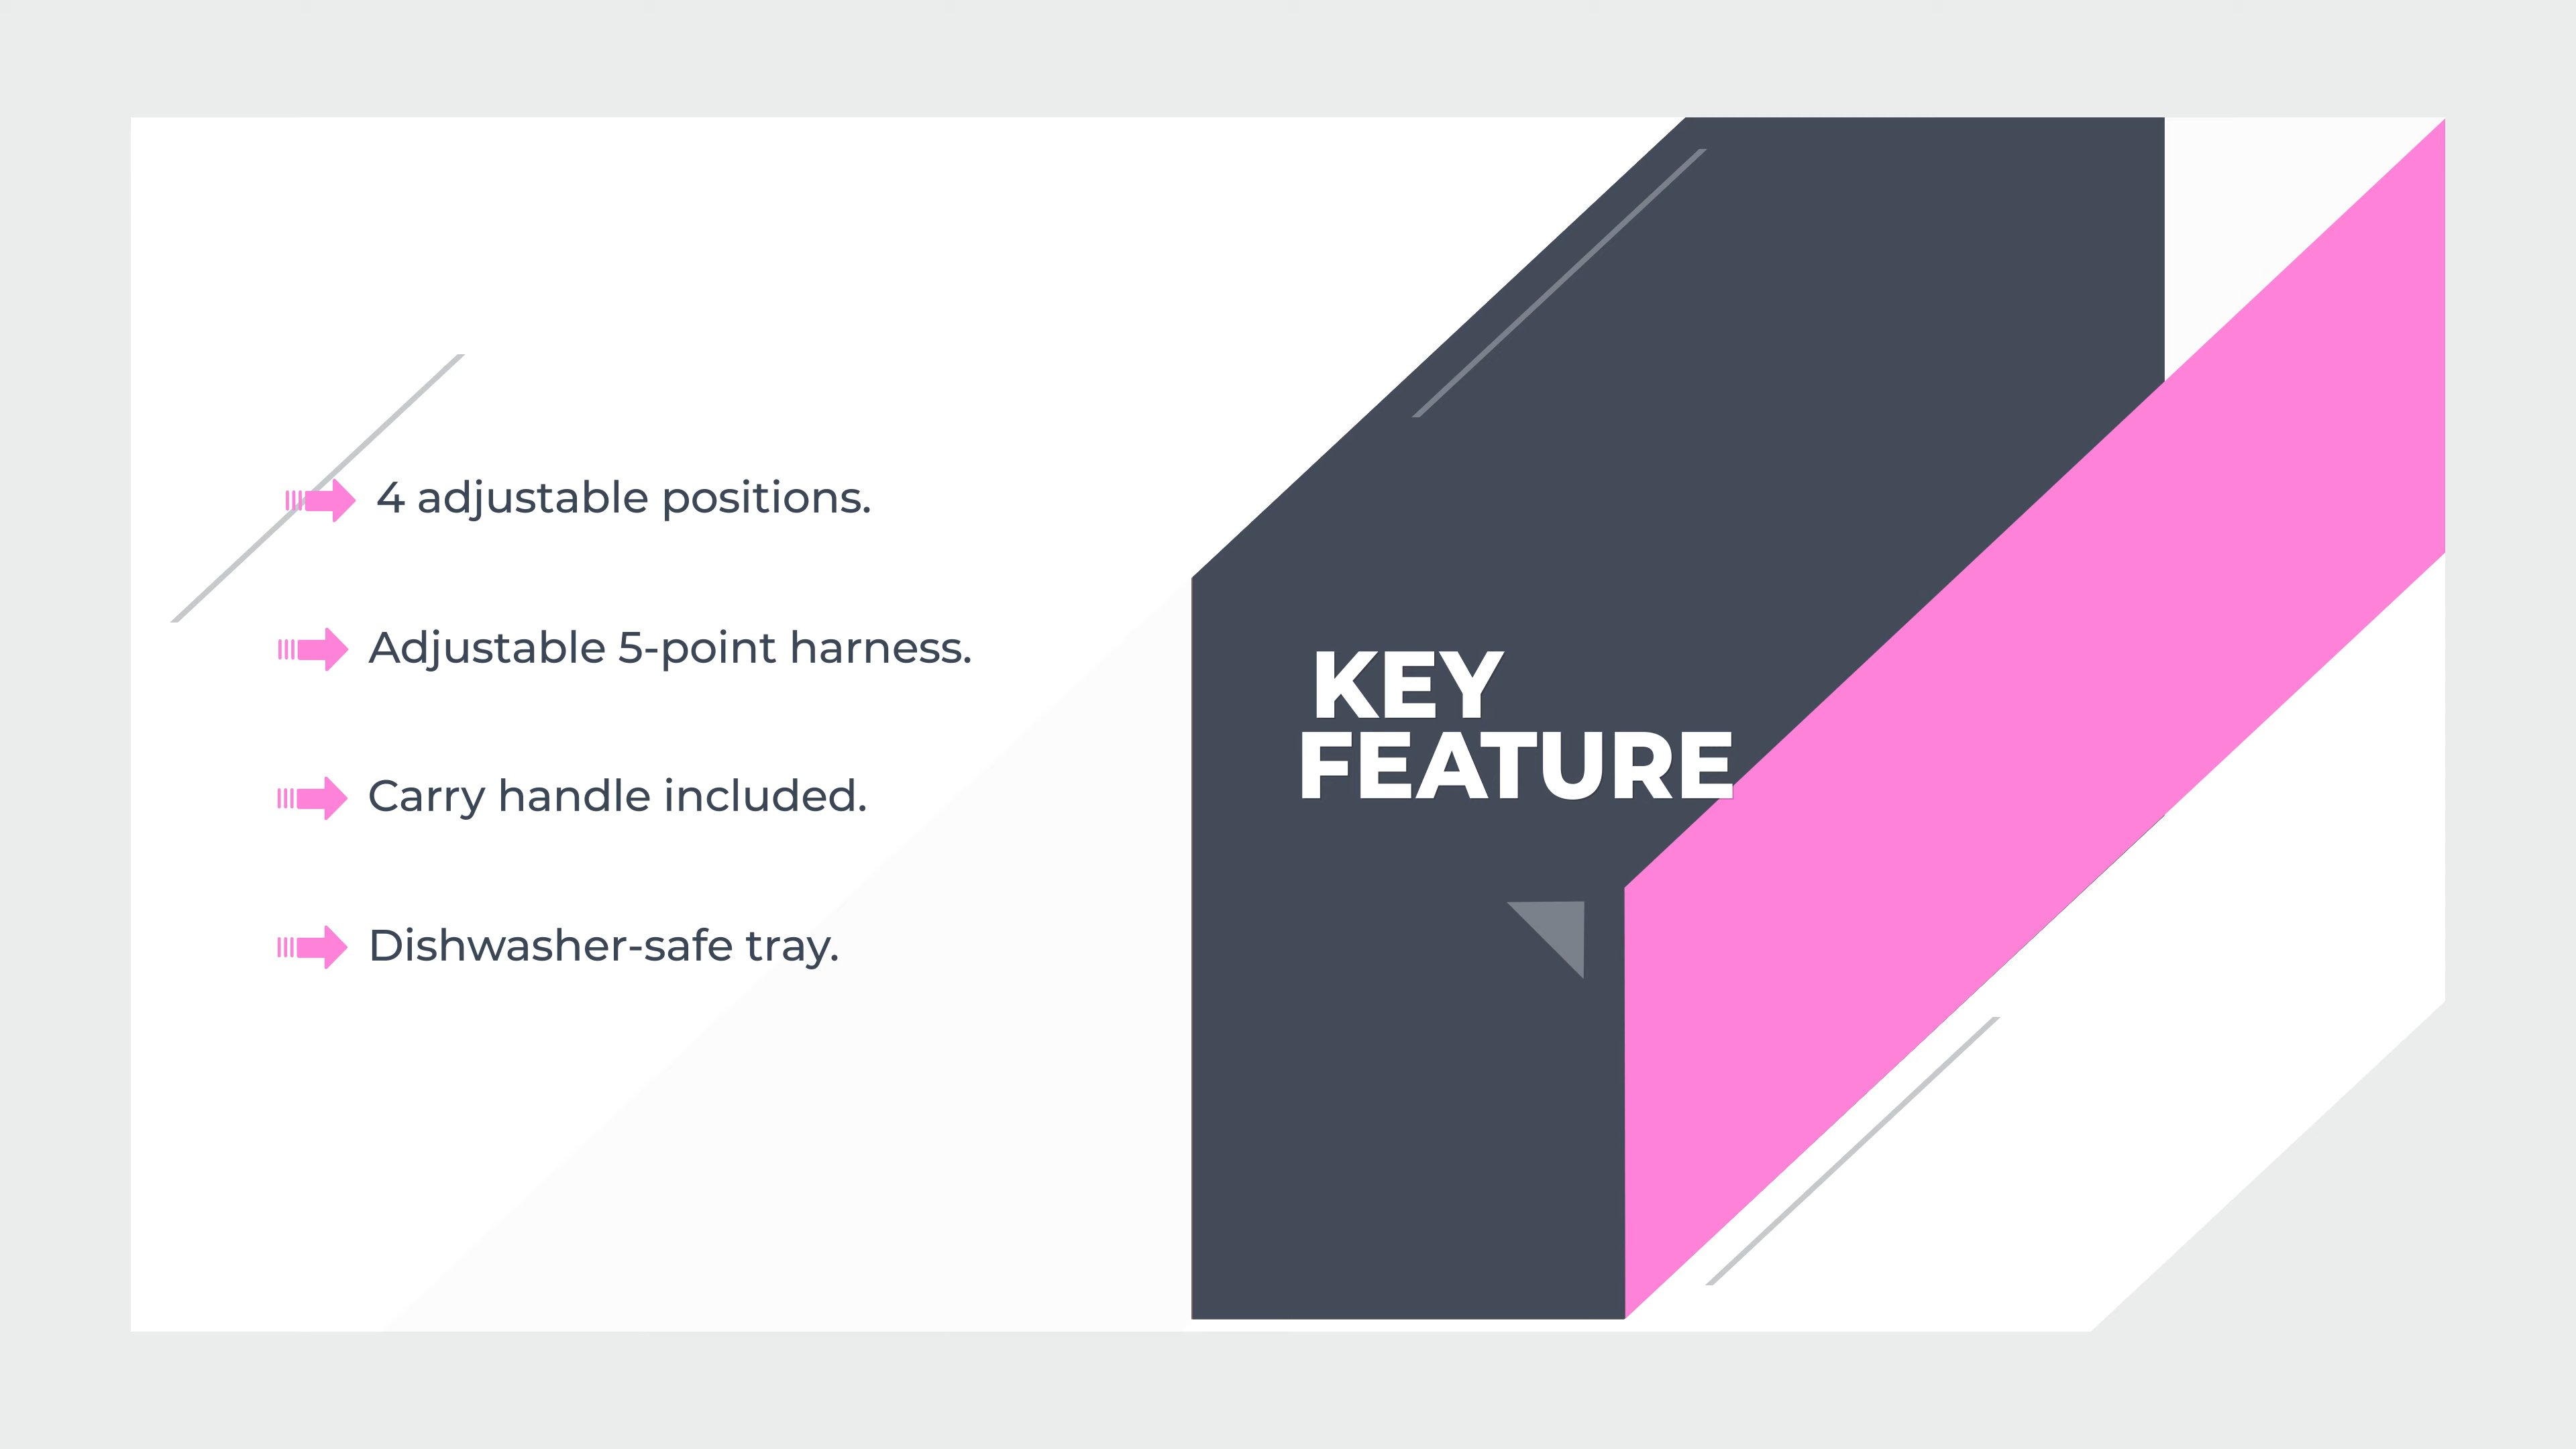 4 adjustable positions.
Adjustable 5-point harness.
Carry handle included.
Dishwasher-safe tray.
KEY
FEATURE